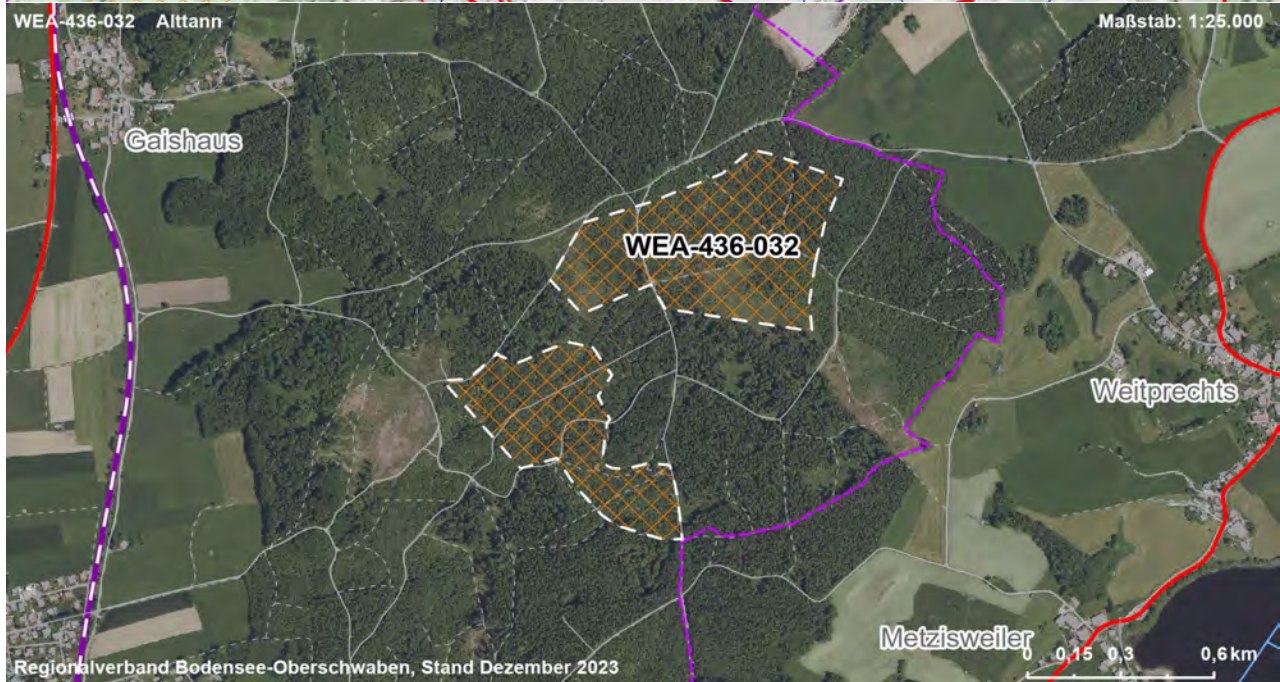 WEA-436-032 Alttann
Maßstab: 1:25.000
Gaishaus
WEA-436-032
Weitprechts
Metzisweiler
0 0,15 0,3 0,6 km
Regionalverband Bodensee-Oberschwaben, Stand Dezember 2023